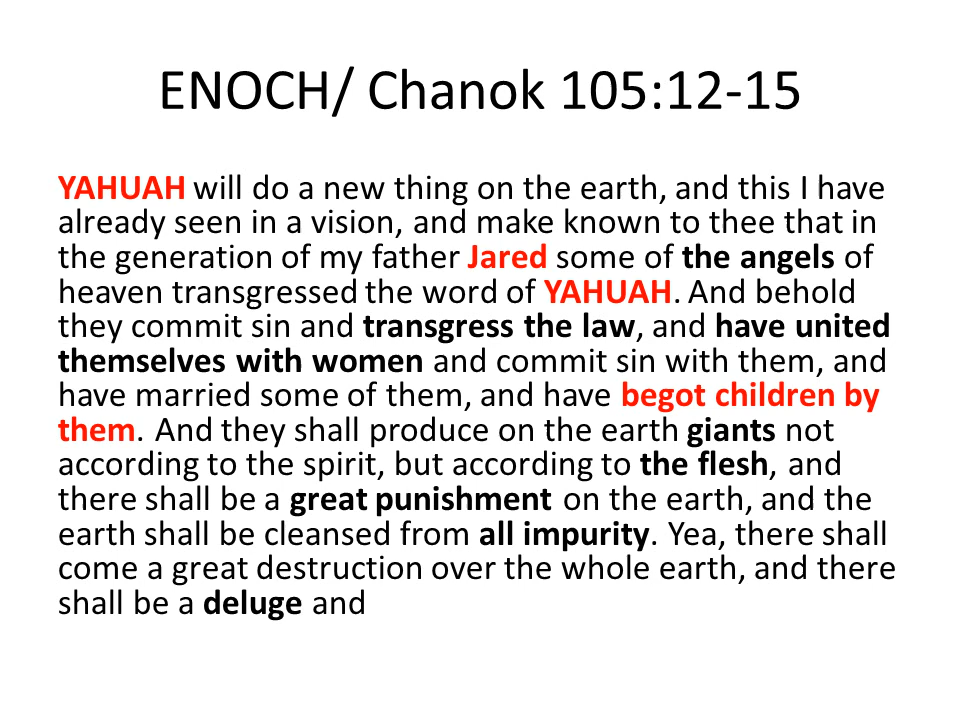 ENOCH/ Chanok 105:12-15
YAHUAH will do a new thing on the earth, and this I have
already seen in a vision, and make known to thee that in
the generation of my father Jared some of the angels of
heaven transgressed the word of YAHUAH. And behold
they commit sin and transgress the law, and have united
themselves with women and commit sin with them, and
have married some of them, and have begot children by
them. And they shall produce on the earth giants not
according to the spirit, but according to the flesh, and
there shall be a great punishment on the earth, and the
earth shall be cleansed from all impurity. Yea, there shall
come a great destruction over the whole earth, and there
shall be a deluge and